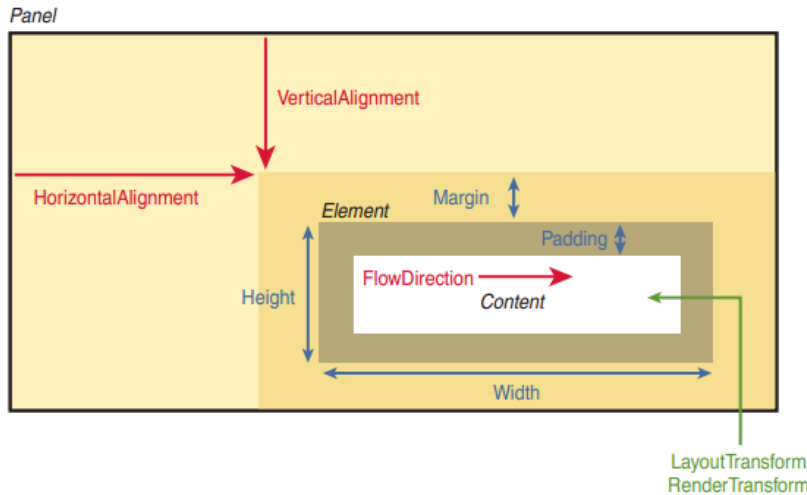 Panel
VerticalAlignment
HorizontalAlignment
Margin
Element
Padding
FlowDirection
Height
Content
Width
LayoutTransform
RenderTransform